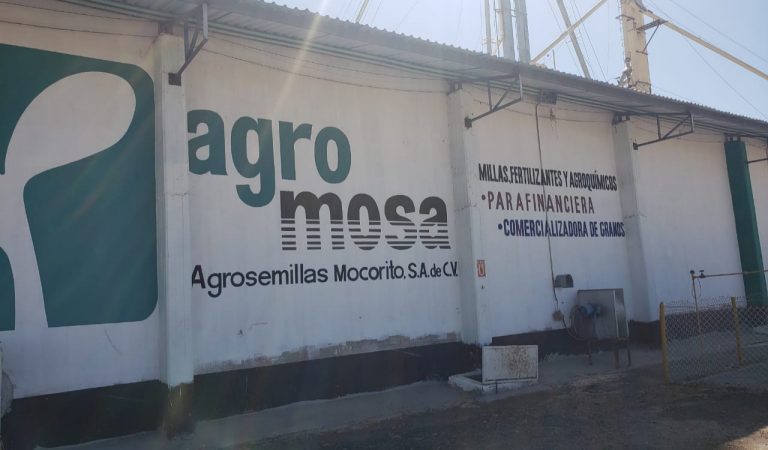 agro
mosa
Agrosemillas Mocorito, S.A. de C.V.
MILLAS, FERTILIZANTES Y AGROQUÍMICOS
•PARAFINANCIERA
•COMERCIALIZADORA DE GRANOS